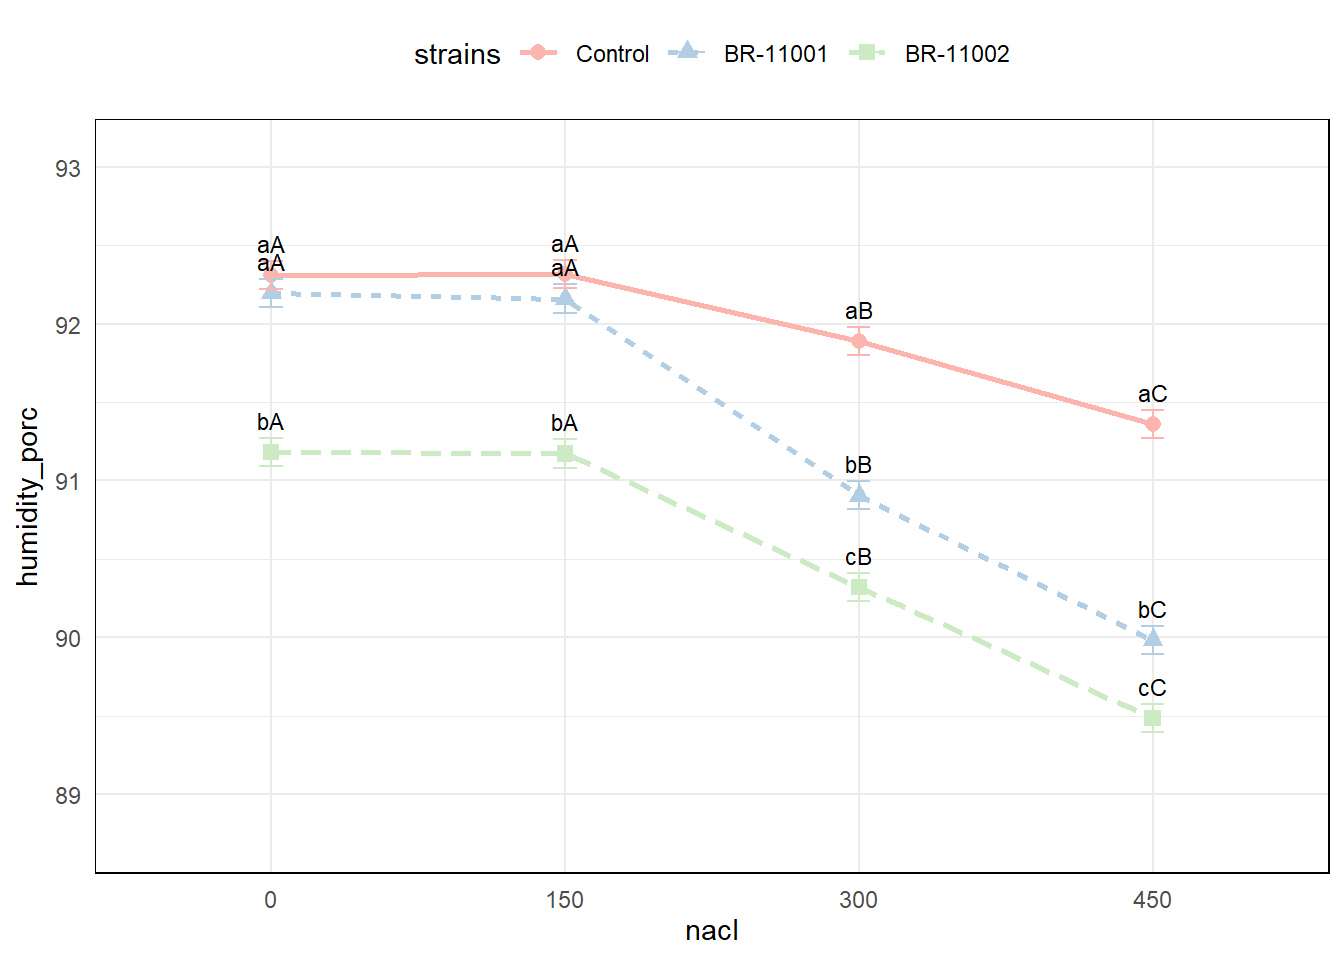 strains Control BR-11001 BR-11002
93
92
91
90
89
humidity_porc
aA
aA
aA
aA
aB
aC
bA
bA
bB
cB
bC
cC
0 150 300 450
nacl